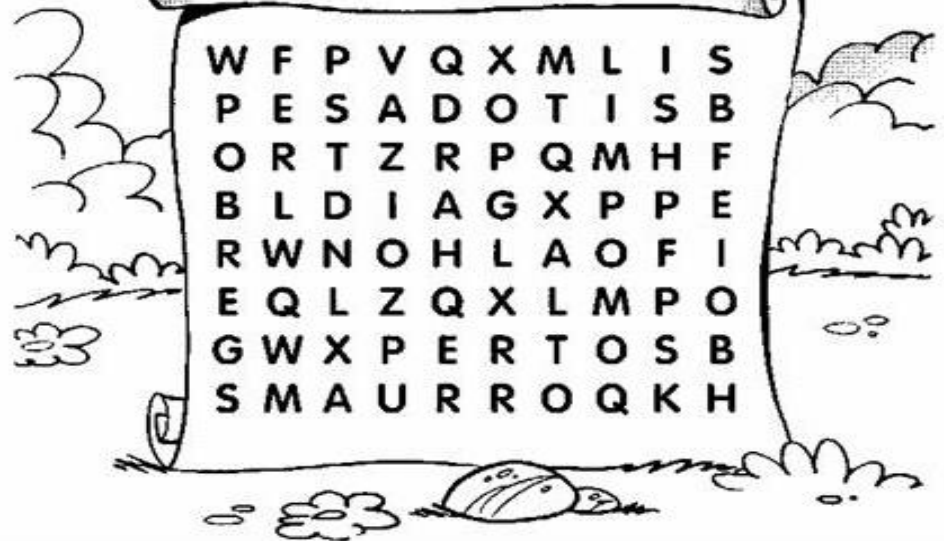 W F P V Q X M L I S
P E S A D O T I S B
O R T Z R P Q M H F
B L D I A G X P P E
R W N O H L A O F I
E Q L Z Q X L M P O
G W X P E R T O S B
S M A U R R O Q K H